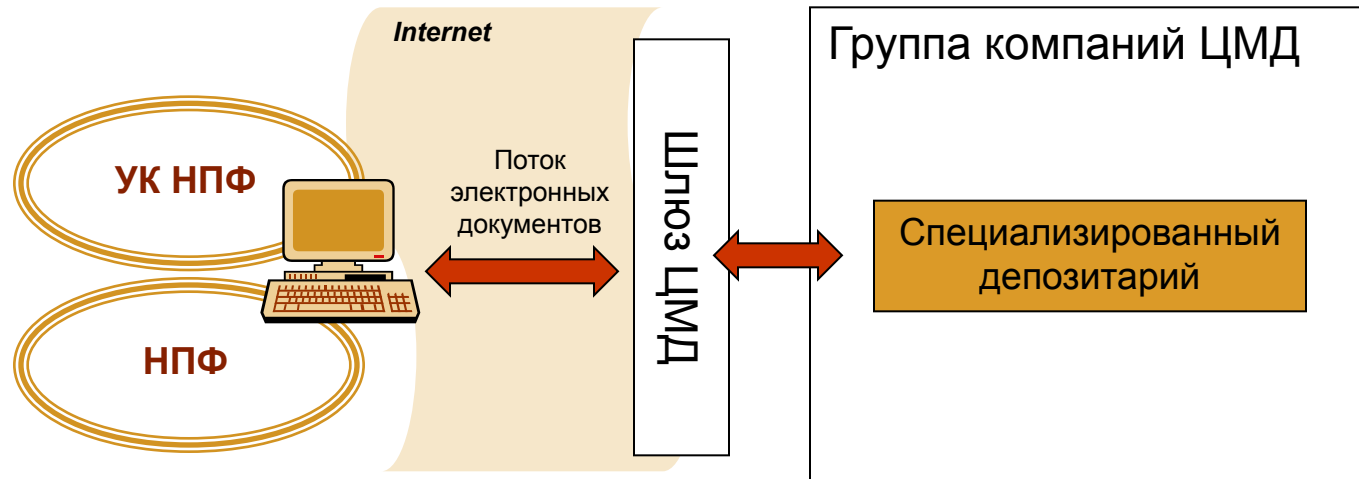 Internet
Группа компаний ЦМД
УК НПФ
Поток
электронных
документов
Шлюз ЦМД
Специализированный
депозитарий
НПФ